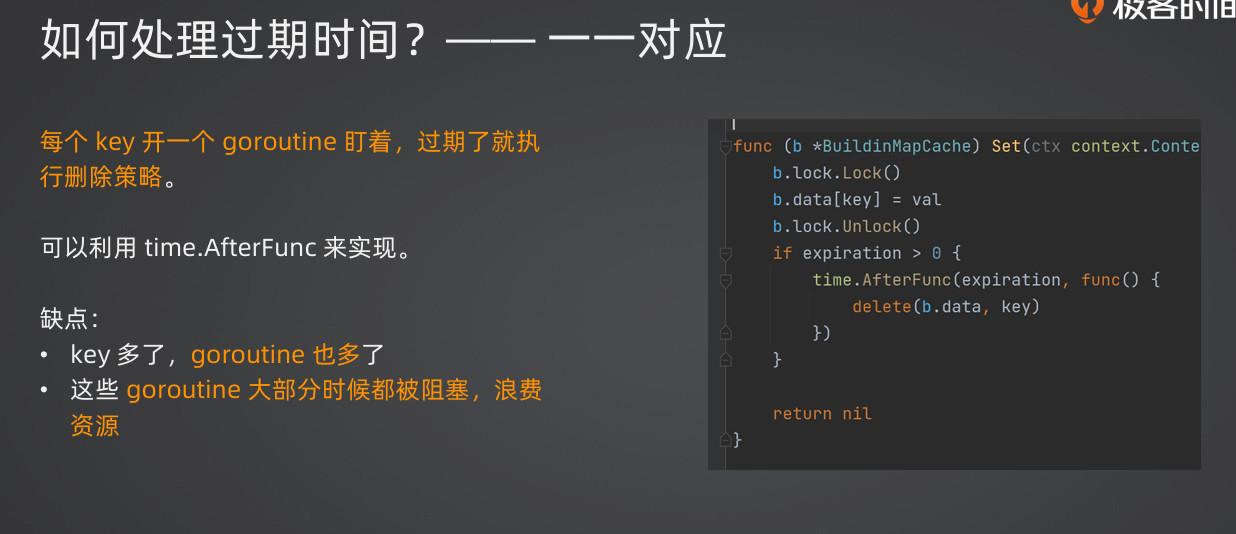 极客时间
如何处理过期时间？—— 一一对应
每个 key 开一个 goroutine 盯着，过期了就执
行删除策略。
可以利用 time.AfterFunc 来实现。
缺点：
• key 多了，goroutine 也多了
• 这些 goroutine 大部分时候都被阻塞，浪费
资源
func (b *BuildinMapCache) Set(ctx context.Conte
b.lock.Lock()
b.data[key] = val
b.lock.Unlock()
if expiration > 0 {
time.AfterFunc(expiration, func() {
delete(b.data, key)
})
}
return nil
}